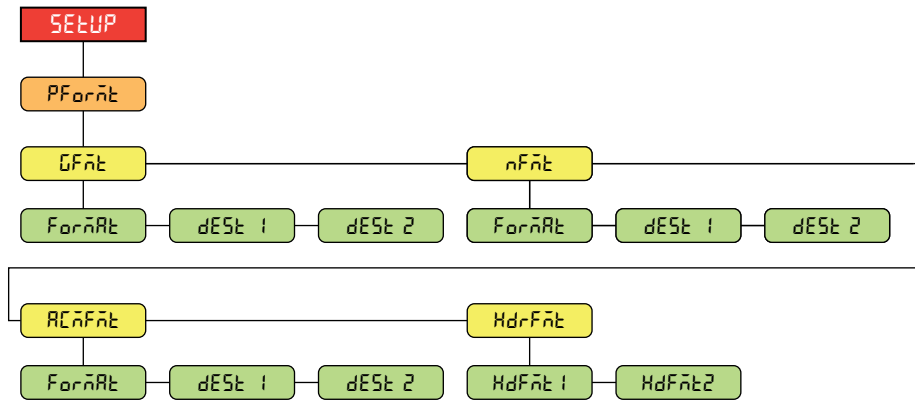 SEtUP
PFormt
GFmt nFmt
FormAt dESt 1 dESt 2 FormAt dESt 1 dESt 2
ACmFmt HdrFmt
FormAt dESt 1 dESt 2 HdFmt1 HdFmt2